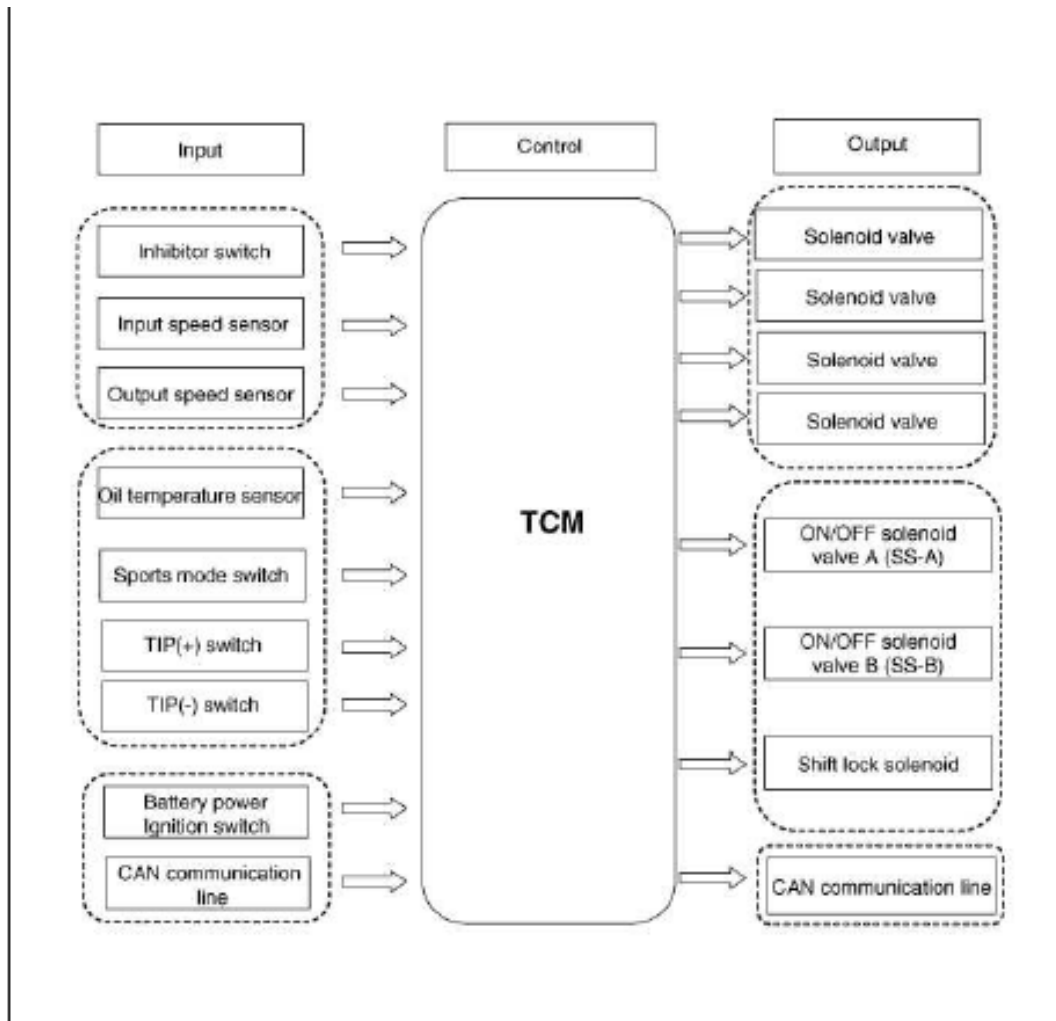 Input
Control
Output
Inhibitor switch
Input speed sensor
Output speed sensor
Oil temperature sensor
Sports mode switch
TIP(+) switch
TIP(-) switch
Battery power
Ignition switch
CAN communication
line
TCM
Solenoid valve
Solenoid valve
Solenoid valve
Solenoid valve
ON/OFF solenoid
valve A (SS-A)
ON/OFF solenoid
valve B (SS-B)
Shift lock solenoid
CAN communication line